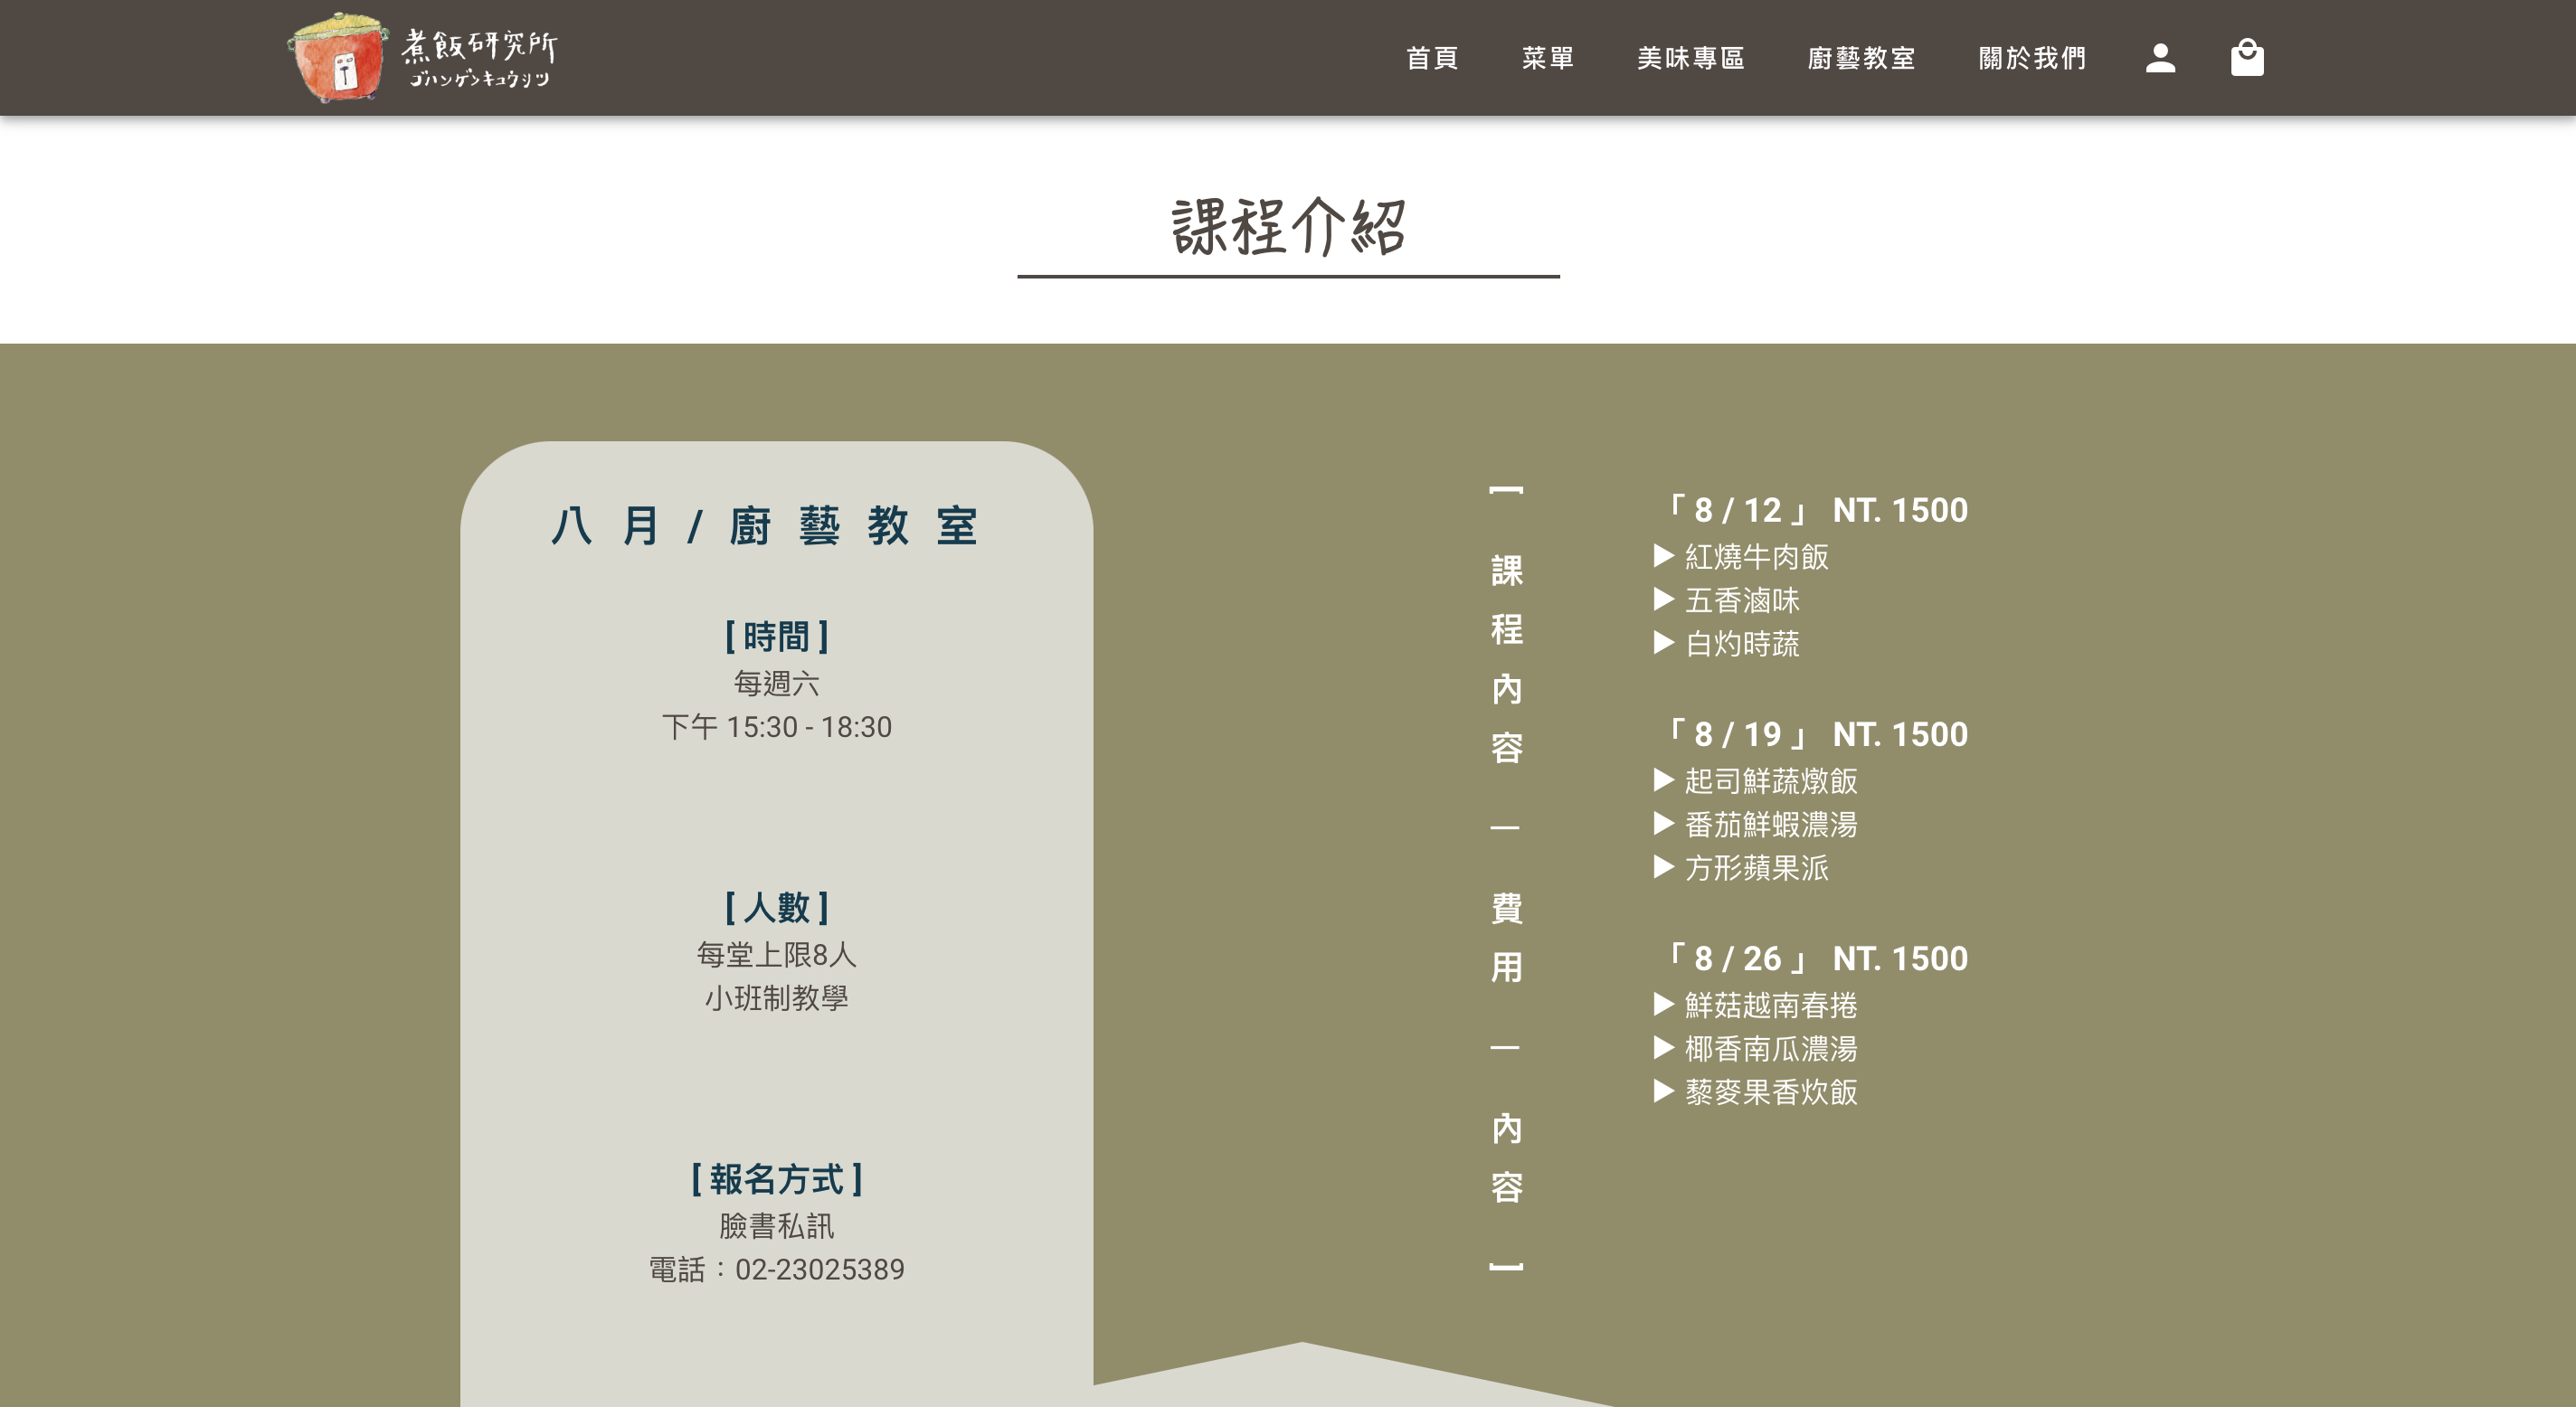 煮飯研究所
ゴハンゲンキュウショウ
首頁 菜單 美味專區 廚藝教室 關於我們
課程介紹
八月/廚藝教室
[ 時間 ]
每週六
下午 15:30 - 18:30
[ 人數 ]
每堂上限8人
小班制教學
[ 報名方式 ]
臉書私訊
電話：02-23025389
[ 課程內容 — 費用 — 內容 ]
「 8 / 12 」 NT. 1500
▶ 紅燒牛肉飯
▶ 五香滷味
▶ 白灼時蔬
「 8 / 19 」 NT. 1500
▶ 起司鮮蔬燉飯
▶ 番茄鮮蝦濃湯
▶ 方形蘋果派
「 8 / 26 」 NT. 1500
▶ 鮮菇越南春捲
▶ 椰香南瓜濃湯
▶ 藜麥果香炊飯